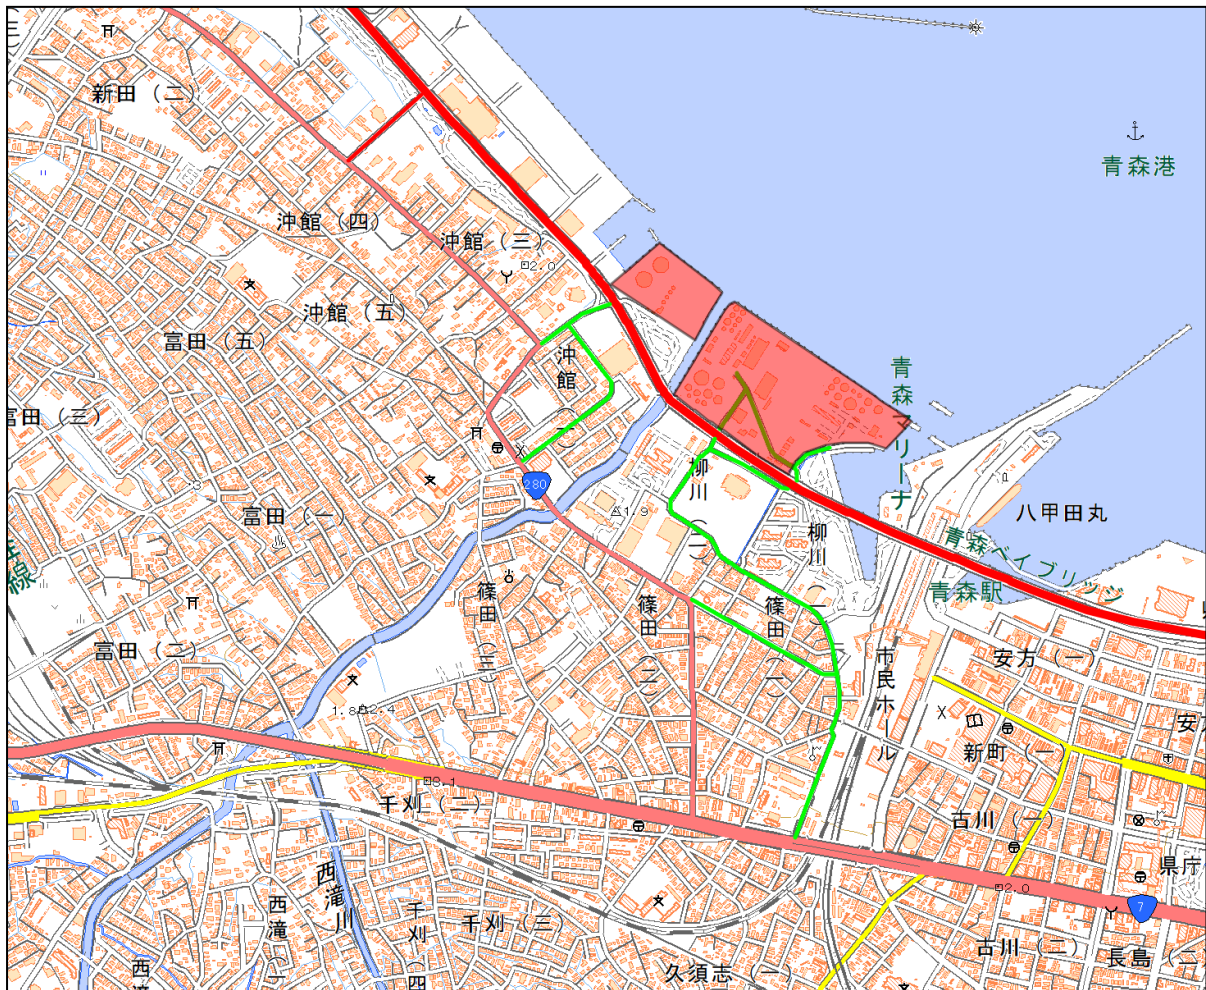 新田（二）
青森港
沖館（四）
沖館（三）
2.0
沖館（五）
富田（五）
沖館
青森マリーナ
富田（三）
柳川（二）
280
1.9
富田（一）
八甲田丸
青森ベイブリッジ
柳川（一）
青森駅
篠田（三）
篠田（二）
篠田（一）
富田（二）
市民ホール
安方（一）
1.8
2.4
新町（一）
3.1
千刈（二）
古川（一）
県庁
西滝川
西滝（一）
千刈（四
千刈（三）
2.0
7
古川（二）
長島（二）
久須志（一）
西